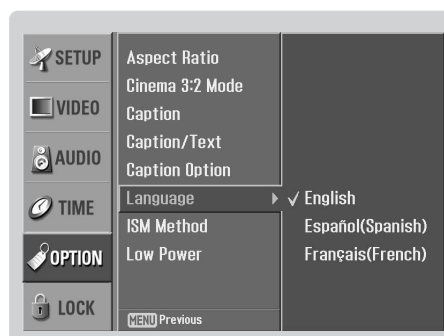 SETUP
VIDEO
AUDIO
TIME
OPTION
LOCK
Aspect Ratio
Cinema 3:2 Mode
Caption
Caption/Text
Caption Option
Language
ISM Method
Low Power
MENU Previous
English
Español(Spanish)
Français(French)